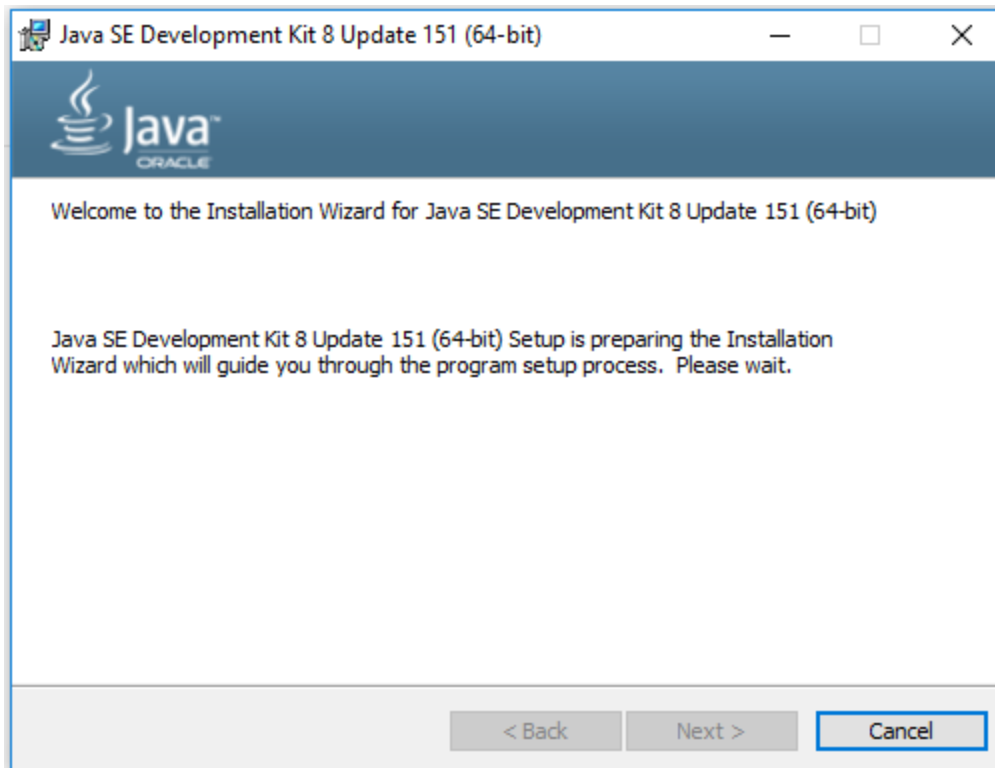 Java SE Development Kit 8 Update 151 (64-bit)
Java™
ORACLE
Welcome to the Installation Wizard for Java SE Development Kit 8 Update 151 (64-bit)
Java SE Development Kit 8 Update 151 (64-bit) Setup is preparing the Installation
Wizard which will guide you through the program setup process.  Please wait.
< Back Next > Cancel